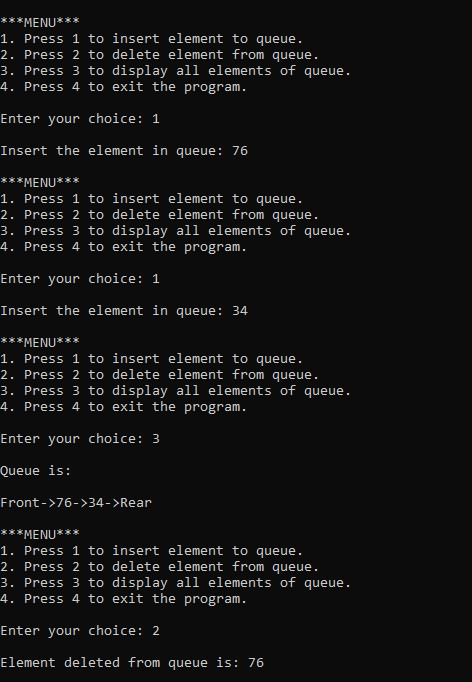 ***MENU***
1. Press 1 to insert element to queue.
2. Press 2 to delete element from queue.
3. Press 3 to display all elements of queue.
4. Press 4 to exit the program.
Enter your choice: 1
Insert the element in queue: 76
***MENU***
1. Press 1 to insert element to queue.
2. Press 2 to delete element from queue.
3. Press 3 to display all elements of queue.
4. Press 4 to exit the program.
Enter your choice: 1
Insert the element in queue: 34
***MENU***
1. Press 1 to insert element to queue.
2. Press 2 to delete element from queue.
3. Press 3 to display all elements of queue.
4. Press 4 to exit the program.
Enter your choice: 3
Queue is:
Front->76->34->Rear
***MENU***
1. Press 1 to insert element to queue.
2. Press 2 to delete element from queue.
3. Press 3 to display all elements of queue.
4. Press 4 to exit the program.
Enter your choice: 2
Element deleted from queue is: 76